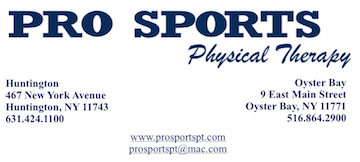 PRO SPORTS
Physical Therapy
Huntington
467 New York Avenue
Huntington, NY 11743
631.424.1100
Oyster Bay
9 East Main Street
Oyster Bay, NY 11771
516.864.2900
www.prosportspt.com
prosportspt@mac.com